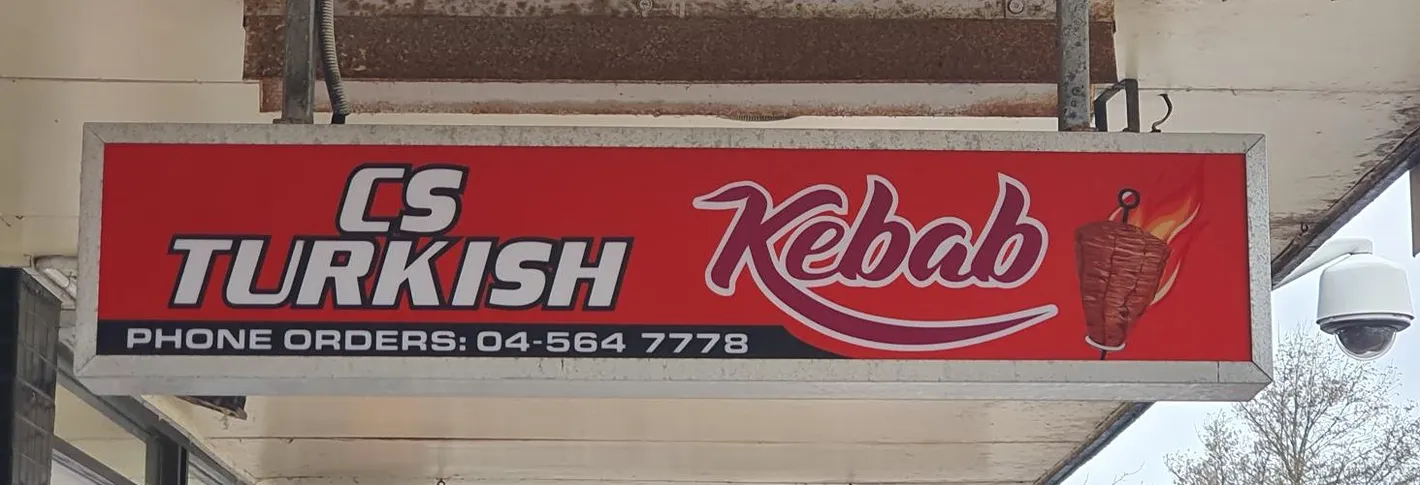 CS
TURKISH
Kebab
PHONE ORDERS: 04-564 7778